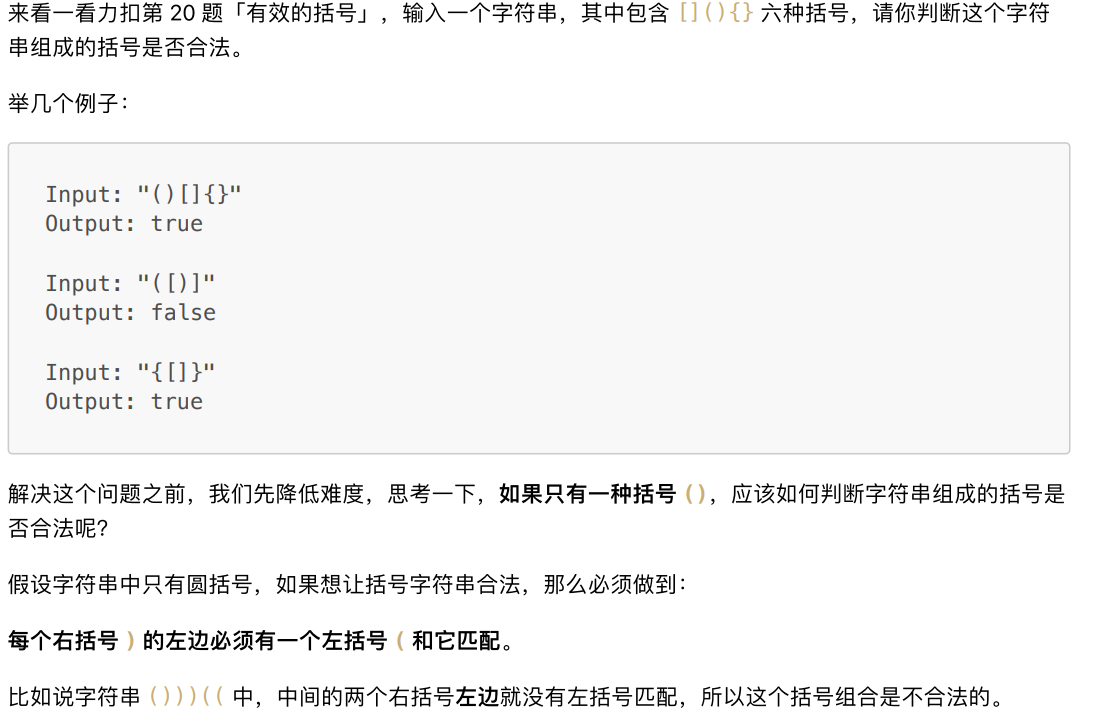 来看一看力扣第 20 题「有效的括号」，输入一个字符串，其中包含 [](){} 六种括号，请你判断这个字符
串组成的括号是否合法。
举几个例子：
Input: "()[]{}"
Output: true
Input: "([)]"
Output: false
Input: "{[]}"
Output: true
解决这个问题之前，我们先降低难度，思考一下，如果只有一种括号 ()，应该如何判断字符串组成的括号是
否合法呢？
假设字符串中只有圆括号，如果想让括号字符串合法，那么必须做到：
每个右括号 ) 的左边必须有一个左括号 ( 和它匹配。
比如说字符串 ()))(( 中，中间的两个右括号左边就没有左括号匹配，所以这个括号组合是不合法的。